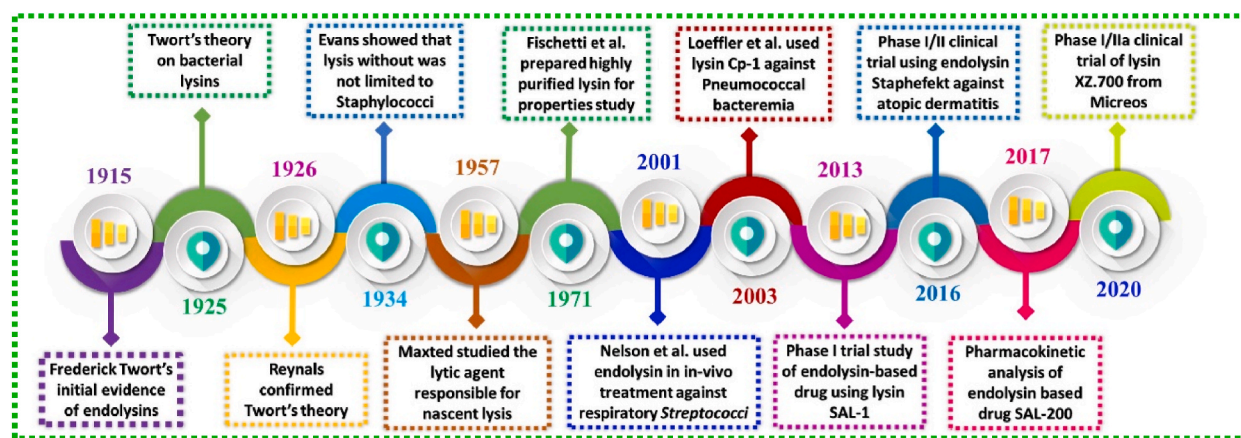 Twort's theory
on bacterial
lysins
Evans showed that
lysis without was
not limited to
Staphylococci
Fischetti et al.
prepared highly
purified lysin for
properties study
Loeffler et al. used
lysin Cp-1 against
Pneumococcal
bacteremia
Phase I/II clinical
trial using endolysin
Staphefekt against
atopic dermatitis
Phase I/IIa clinical
trial of lysin
XZ.700 from
Micreos
1915
1926
1957
2001
2013
2017
1925
1934
1971
2003
2016
2020
Frederick Twort's
initial evidence
of endolysins
Reynals
confirmed
Twort's theory
Maxted studied the
lytic agent
responsible for
nascent lysis
Nelson et al. used
endolysin in in-vivo
treatment against
respiratory Streptococci
Phase I trial study
of endolysin-based
drug using lysin
SAL-1
Pharmacokinetic
analysis of
endolysin based
drug SAL-200